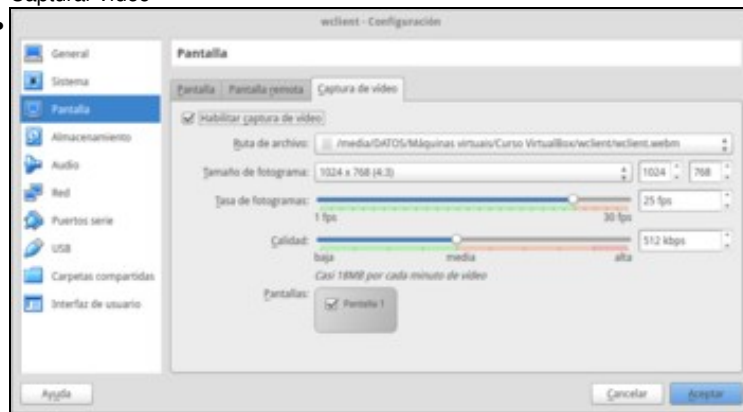 Capturar vídeo
wclient - Configuración
General
Sistema
Pantalla
Almacenamiento
Audio
Red
Puertos serie
USB
Carpetas compartidas
Interfaz de usuario
Pantalla
Pantalla Pantalla remota Captura de vídeo
Habilitar captura de vídeo
Ruta de archivo: /media/DATOS/Máquinas virtuais/Curso VirtualBox/wclient/wclient.webm
Tamaño de fotograma: 1024 x 768 (4:3) 1024 768
Tasa de fotogramas: 25 fps
1 fps 30 fps
Calidad: 512 kbps
baja media alta
Casi 18MB por cada minuto de vídeo
Pantallas: Pantalla 1
Ayuda Cancelar Aceptar